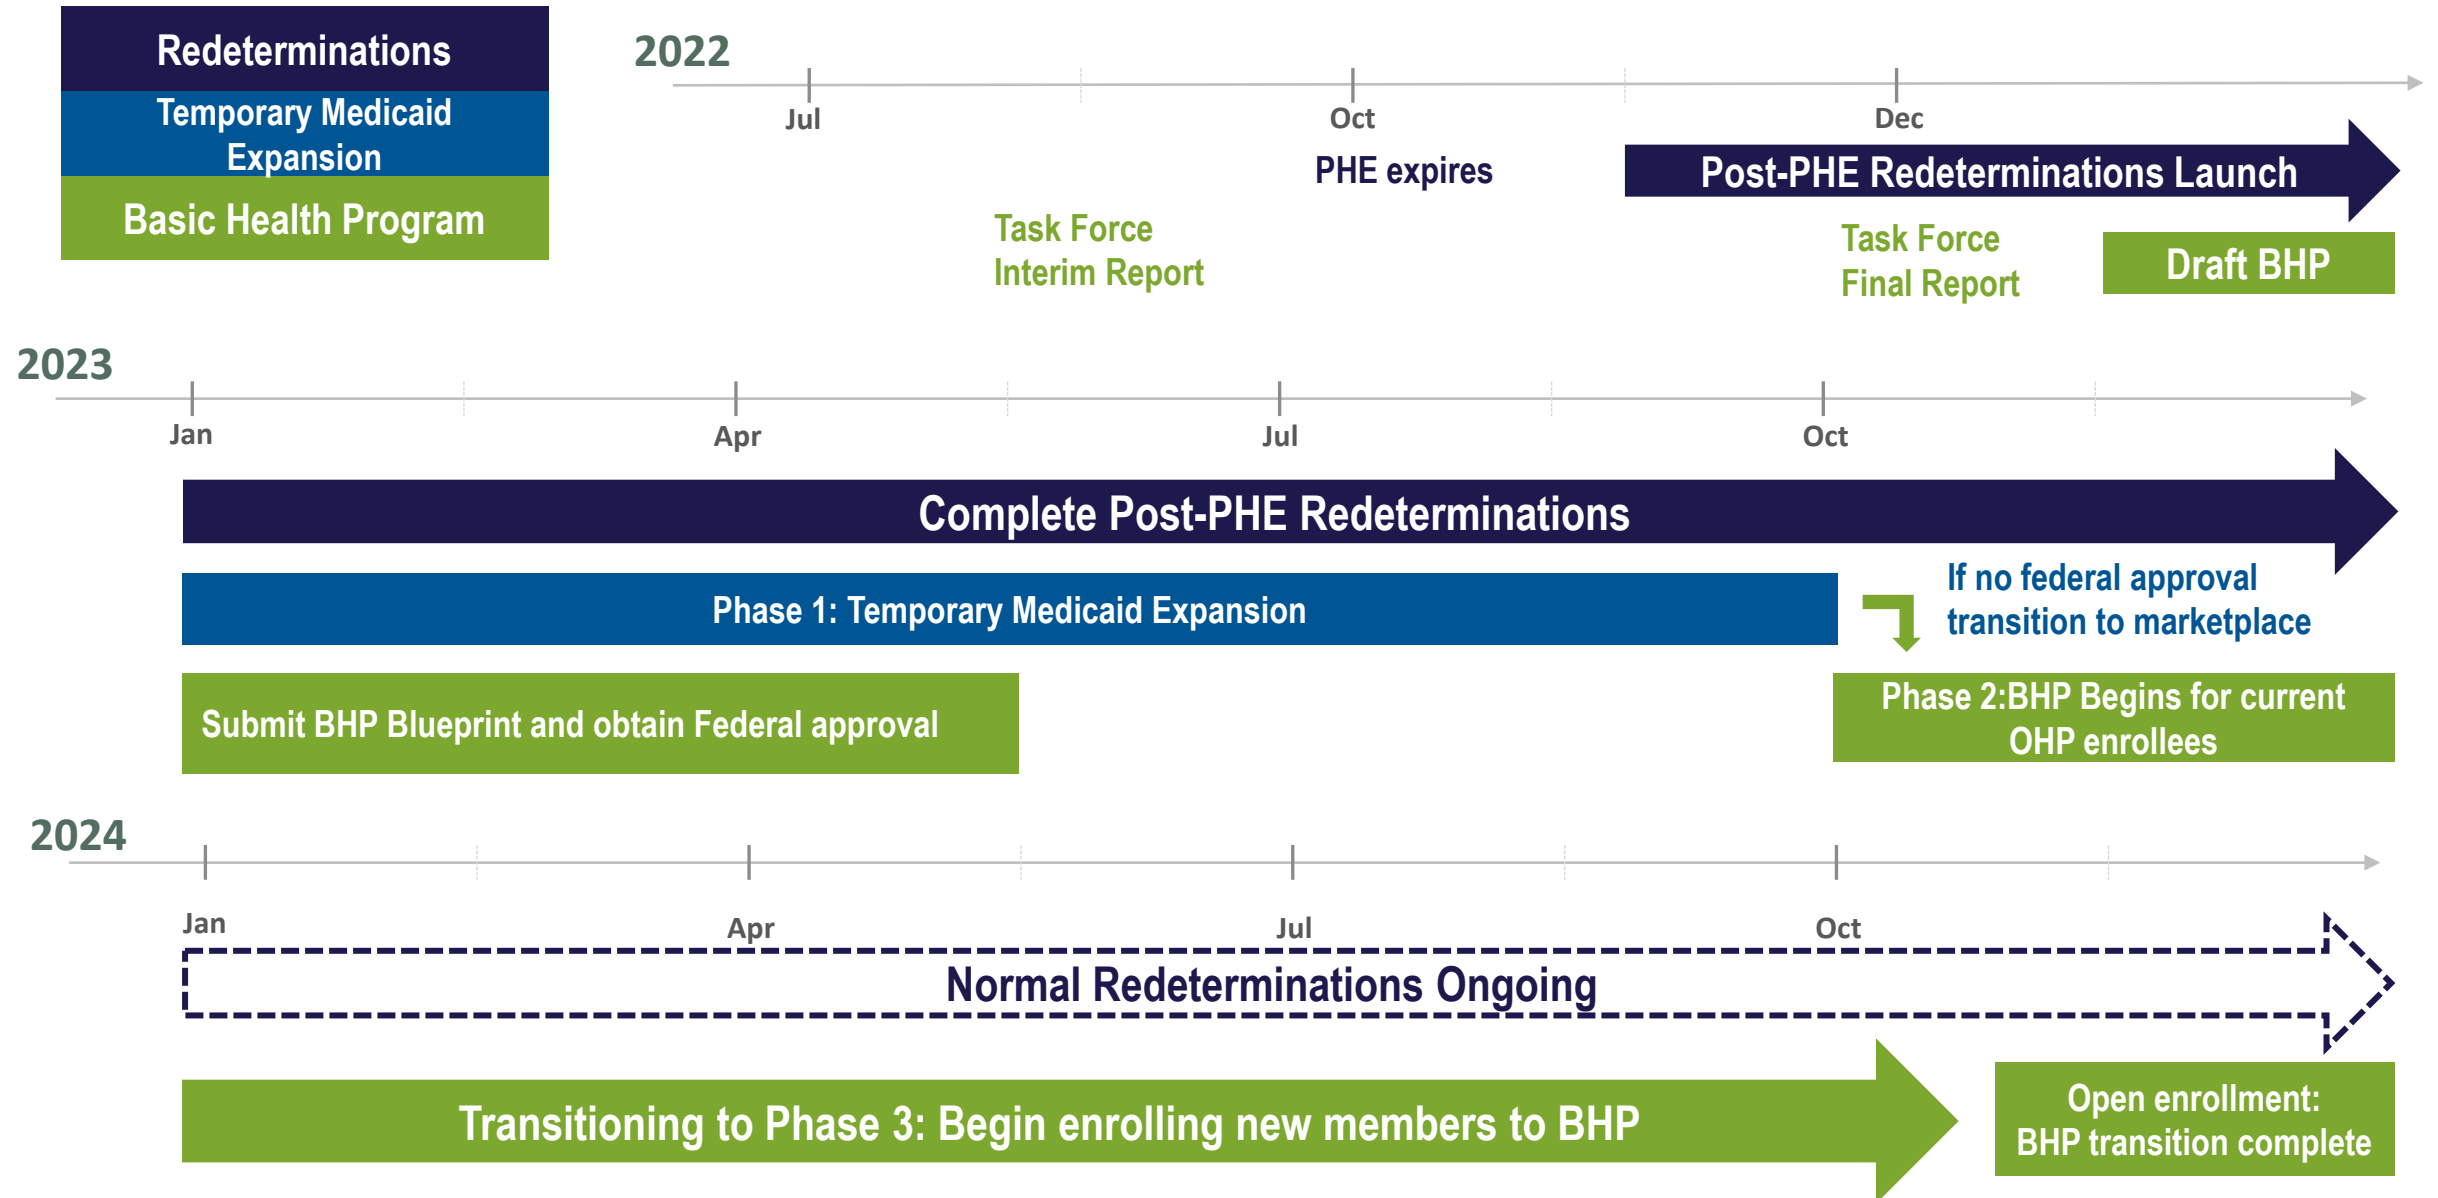 Redeterminations
Temporary Medicaid
Expansion
Basic Health Program
2022
Jul
Oct
Dec
PHE expires
Post-PHE Redeterminations Launch
Task Force
Interim Report
Task Force
Final Report
Draft BHP
2023
Jan
Apr
Jul
Oct
Complete Post-PHE Redeterminations
Phase 1: Temporary Medicaid Expansion
If no federal approval
transition to marketplace
Submit BHP Blueprint and obtain Federal approval
Phase 2:BHP Begins for current
OHP enrollees
2024
Jan
Apr
Jul
Oct
Normal Redeterminations Ongoing
Transitioning to Phase 3: Begin enrolling new members to BHP
Open enrollment:
BHP transition complete